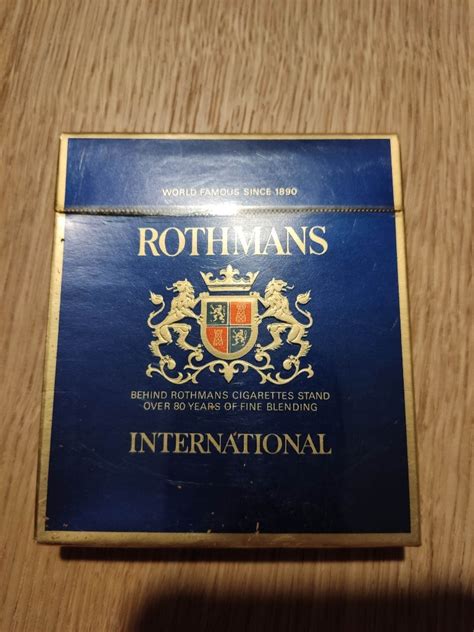 WORLD FAMOUS SINCE 1890
ROTHMANS
BEHIND ROTHMANS CIGARETTES STAND
OVER 80 YEARS OF FINE BLENDING
INTERNATIONAL